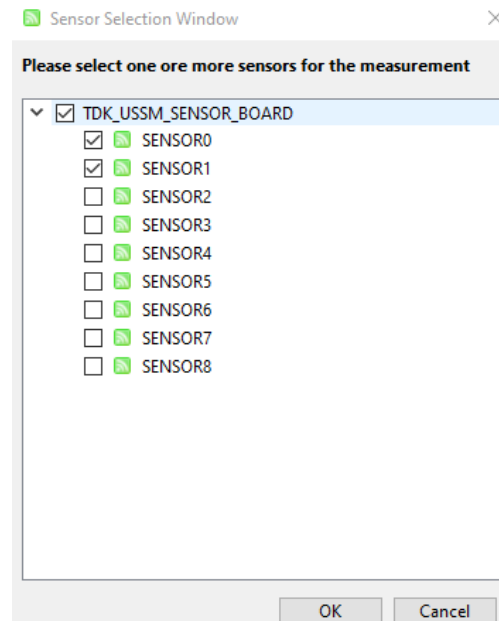 Sensor Selection Window
Please select one ore more sensors for the measurement
TDK_USSM_SENSOR_BOARD
SENSOR0
SENSOR1
SENSOR2
SENSOR3
SENSOR4
SENSOR5
SENSOR6
SENSOR7
SENSOR8
OK Cancel